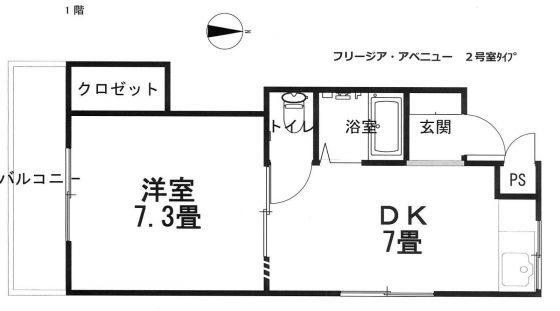 1階
N
フリージア・アベニュー 2号室タイプ
クロゼット
トイレ
浴室
玄関
バルコニー
洋室
7.3畳
DK
7畳
PS